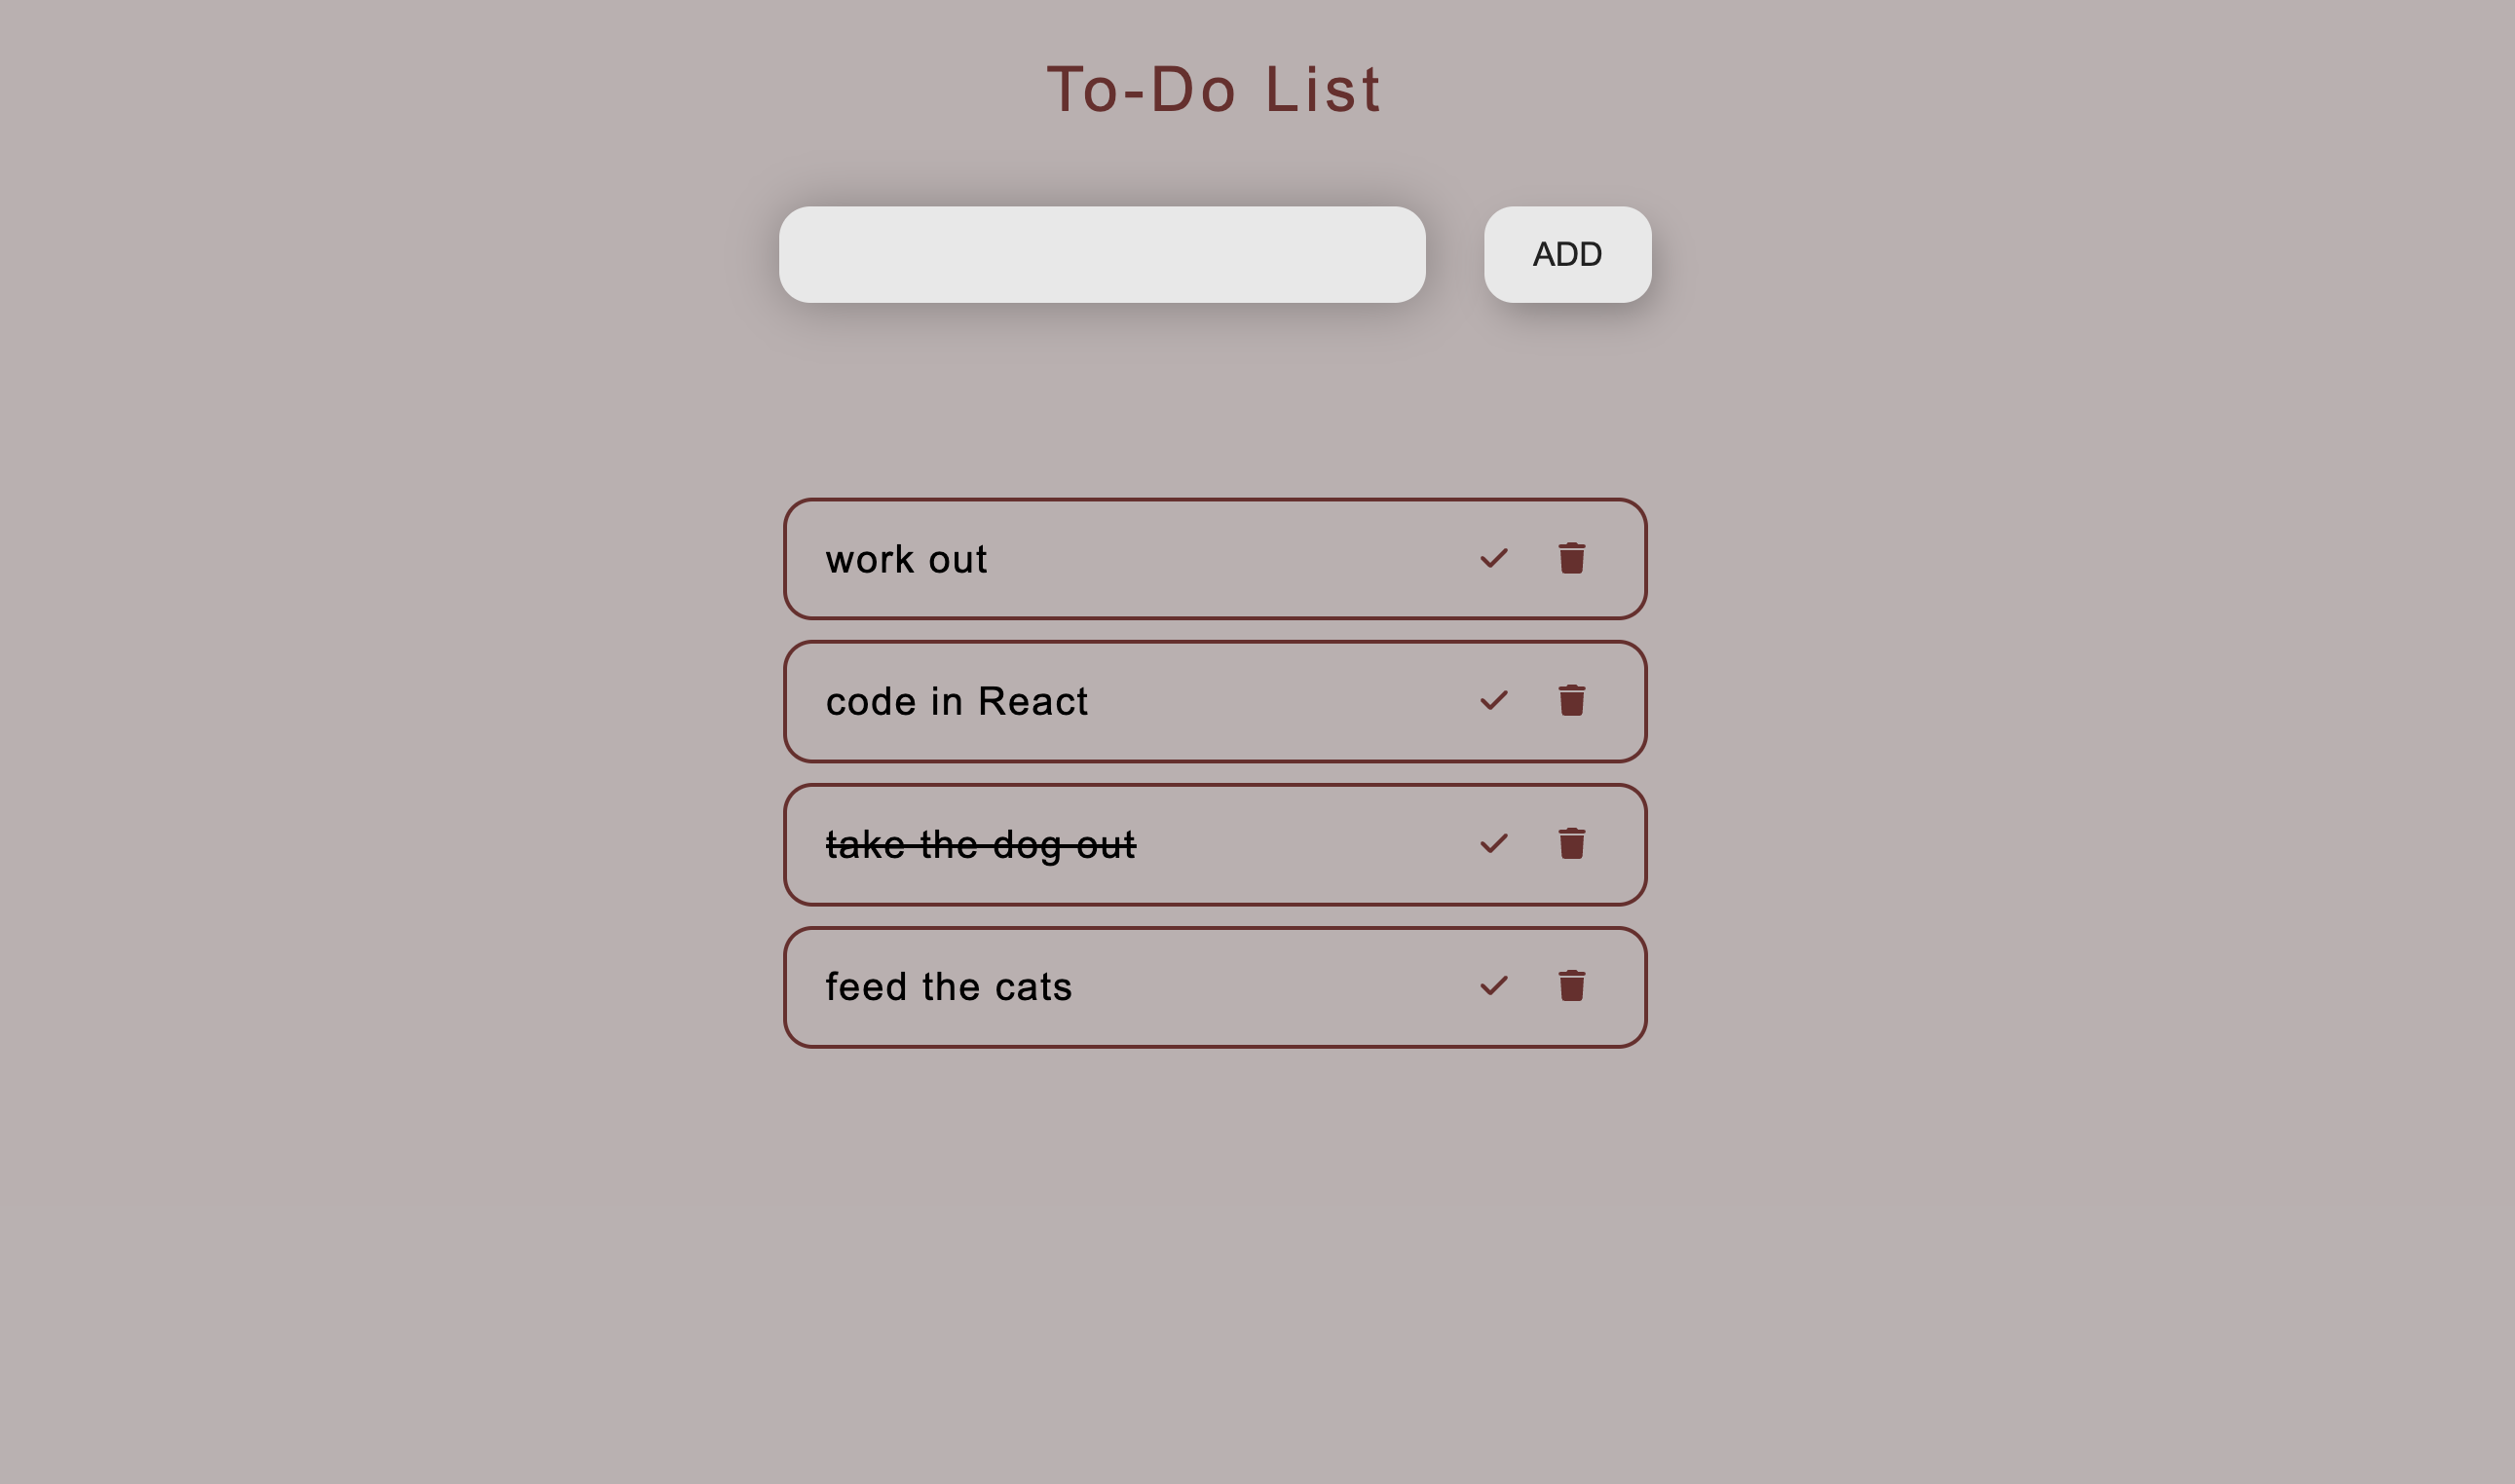 To-Do List
ADD
work out
code in React
take the dog out
feed the cats